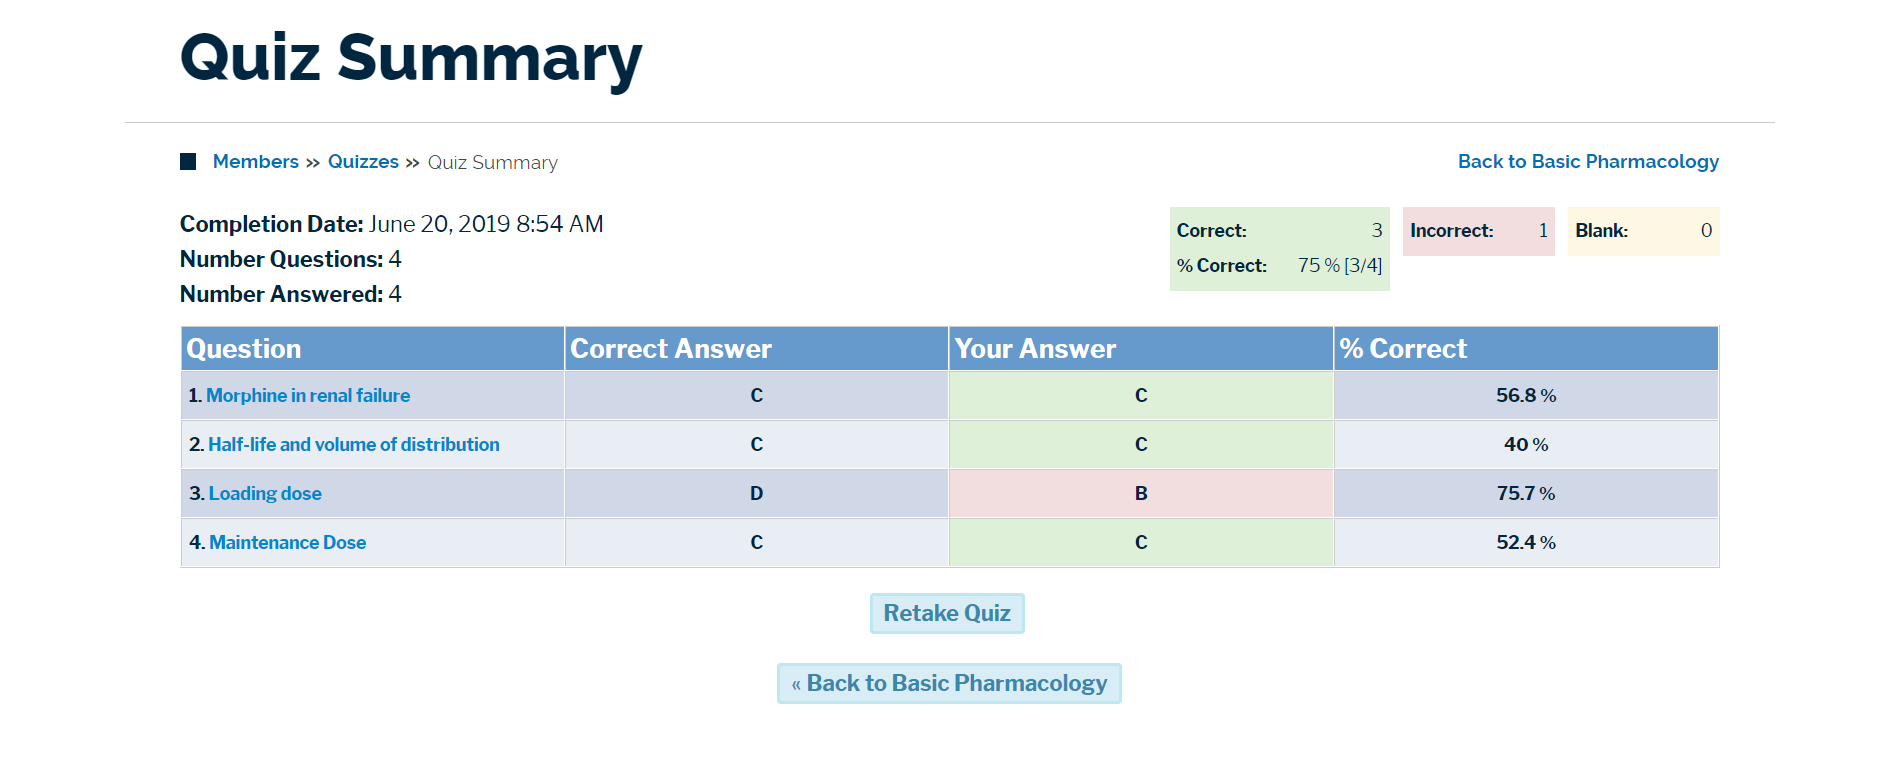 Quiz Summary
Members » Quizzes » Quiz Summary
Back to Basic Pharmacology
Completion Date: June 20, 2019 8:54 AM
Number Questions: 4
Number Answered: 4
Correct: 3
% Correct: 75 % [3/4]
Incorrect: 1
Blank: 0
Question Correct Answer Your Answer % Correct
1. Morphine in renal failure C C 56.8 %
2. Half-life and volume of distribution C C 40 %
3. Loading dose D B 75.7 %
4. Maintenance Dose C C 52.4 %
Retake Quiz
« Back to Basic Pharmacology